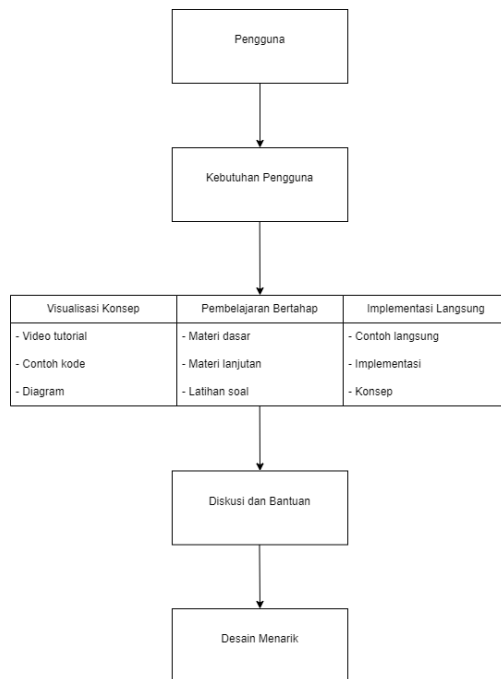 Pengguna
Kebutuhan Pengguna
Visualisasi Konsep
Pembelajaran Bertahap
Implementasi Langsung
- Video tutorial
- Contoh kode
- Diagram
- Materi dasar
- Materi lanjutan
- Latihan soal
- Contoh langsung
- Implementasi
- Konsep
Diskusi dan Bantuan
Desain Menarik